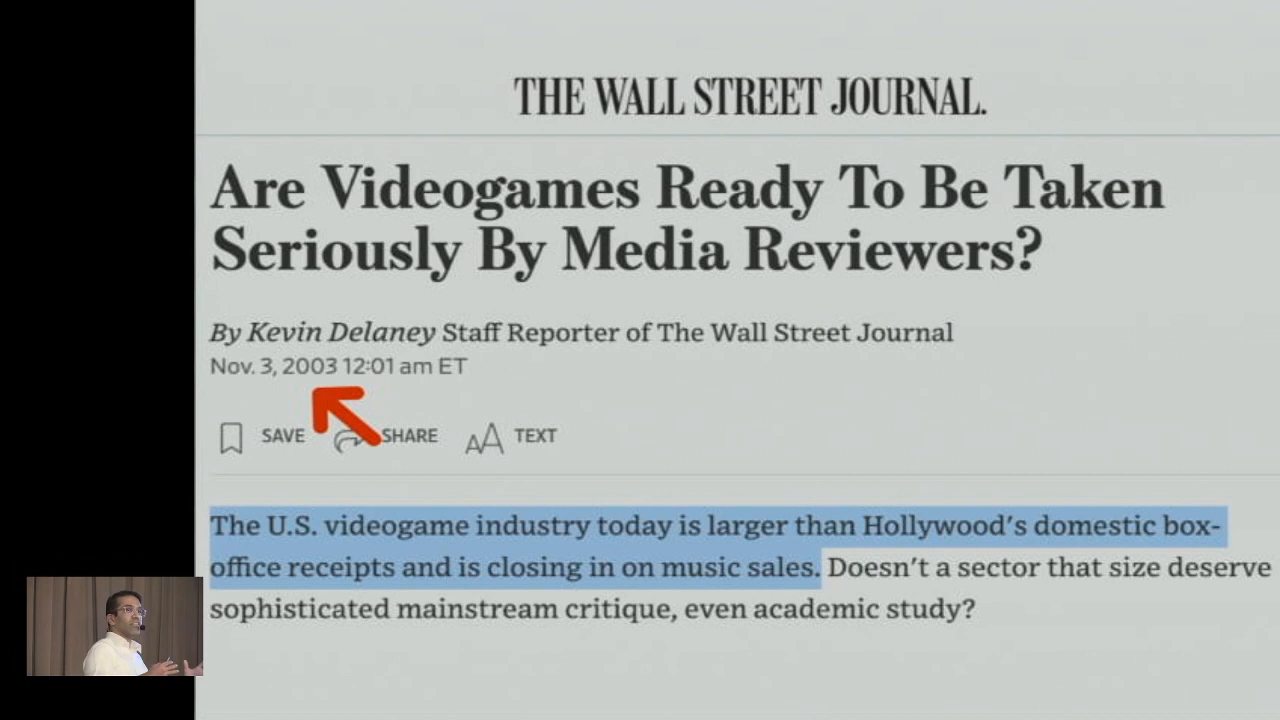 THE WALL STREET JOURNAL.
Are Videogames Ready To Be Taken
Seriously By Media Reviewers?
By Kevin Delaney Staff Reporter of The Wall Street Journal
Nov. 3, 2003 12:01 am ET
SAVE SHARE AA TEXT
The U.S. videogame industry today is larger than Hollywood's domestic box-
office receipts and is closing in on music sales. Doesn't a sector that size deserve
sophisticated mainstream critique, even academic study?